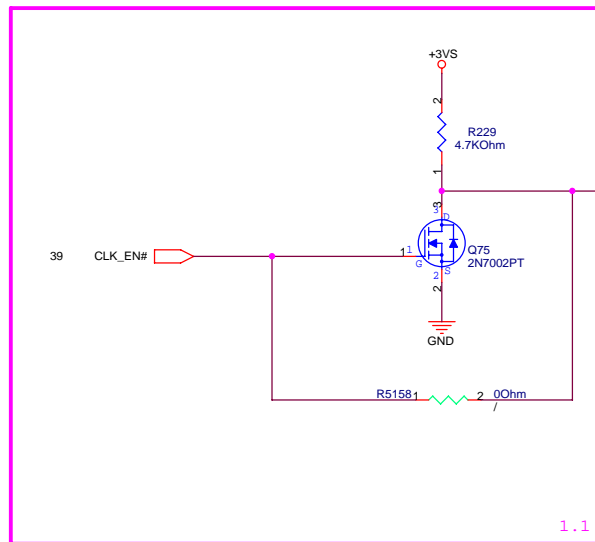 +3VS
2
R229
4.7KOhm
1
3
3
D
39 CLK_EN# 1 1
G
Q75
2N7002PT
S
2
2
GND
R5158 1 2 0Ohm
/
1.1